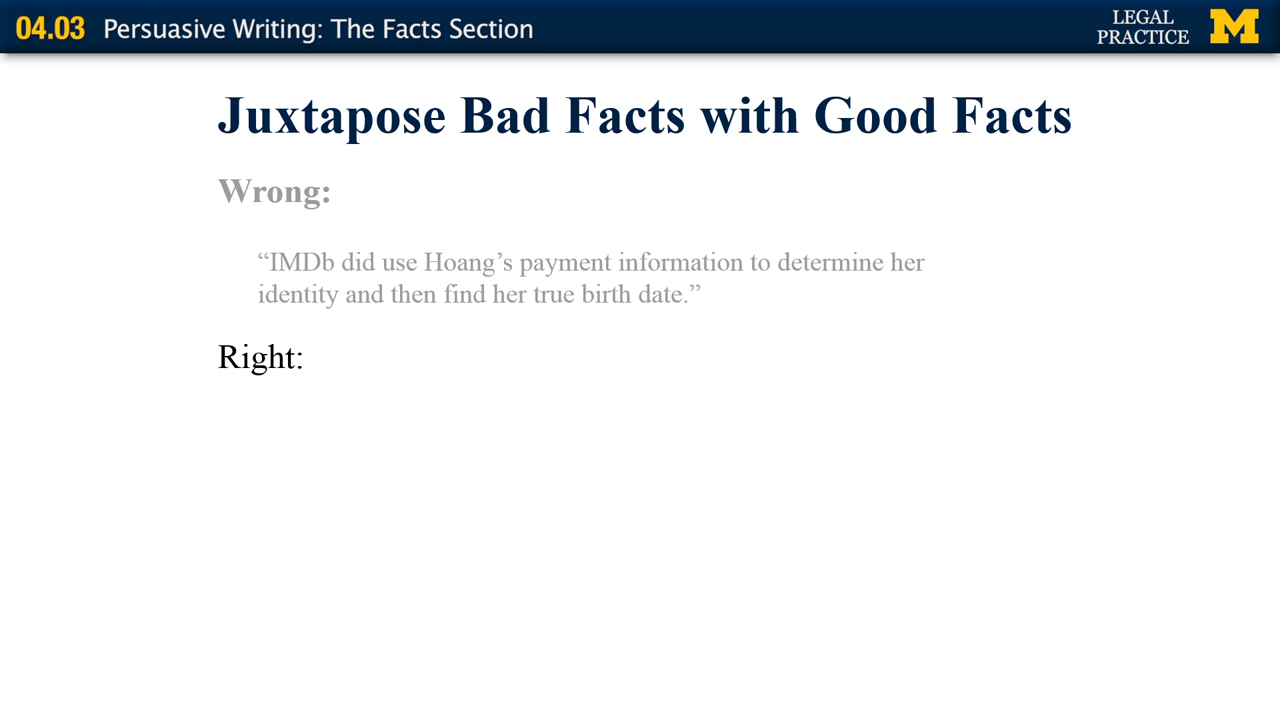 04.03 Persuasive Writing: The Facts Section
LEGAL
PRACTICE
M
Juxtapose Bad Facts with Good Facts
Wrong:
“IMDb did use Hoang’s payment information to determine her
identity and then find her true birth date.”
Right: